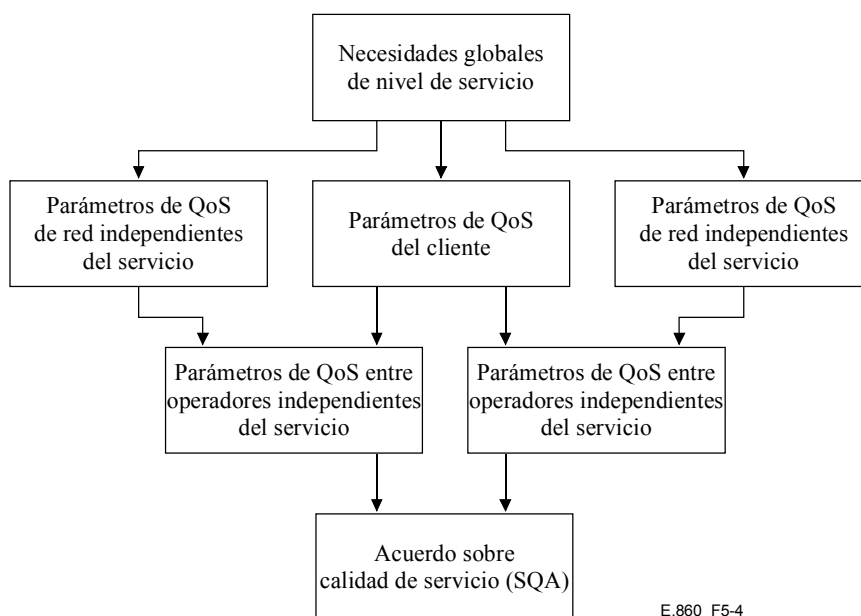 Necesidades globales
de nivel de servicio
Parámetros de QoS
de red independientes
del servicio
Parámetros de QoS
del cliente
Parámetros de QoS
de red independientes
del servicio
Parámetros de QoS entre
operadores independientes
del servicio
Parámetros de QoS entre
operadores independientes
del servicio
Acuerdo sobre
calidad de servicio (SQA)
E.860_F5-4